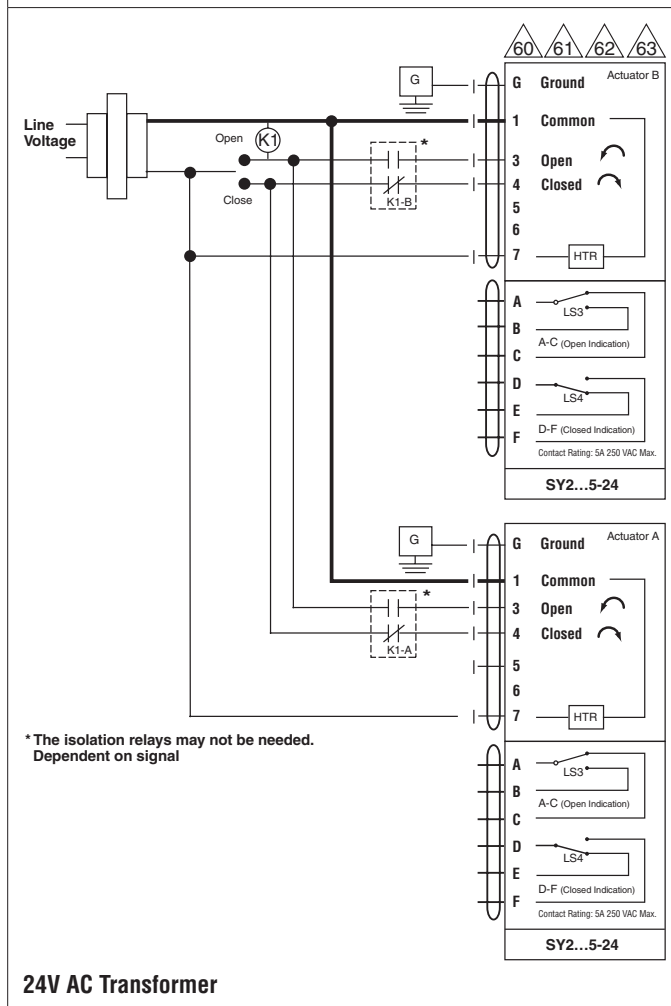 60 61 62 63
G
G Ground Actuator B
Line
Voltage
1 Common
Open K1 *
3 Open
4 Closed
Close K1-B
5
6
7 HTR
A
LS3
B
A-C (Open Indication)
C
D
LS4
E
D-F (Closed Indication)
F
Contact Rating: 5A 250 VAC Max.
SY2...5-24
G
G Ground Actuator A
1 Common
*
3 Open
4 Closed
K1-A
5
6
7 HTR
* The isolation relays may not be needed.
Dependent on signal
A
LS3
B
A-C (Open Indication)
C
D
LS4
E
D-F (Closed Indication)
F
Contact Rating: 5A 250 VAC Max.
SY2...5-24
24V AC Transformer